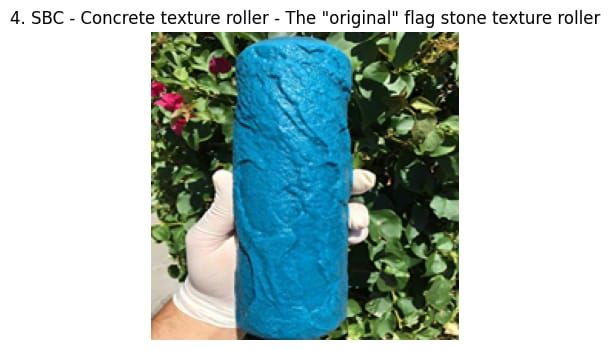 4. SBC - Concrete texture roller - The "original" flag stone texture roller